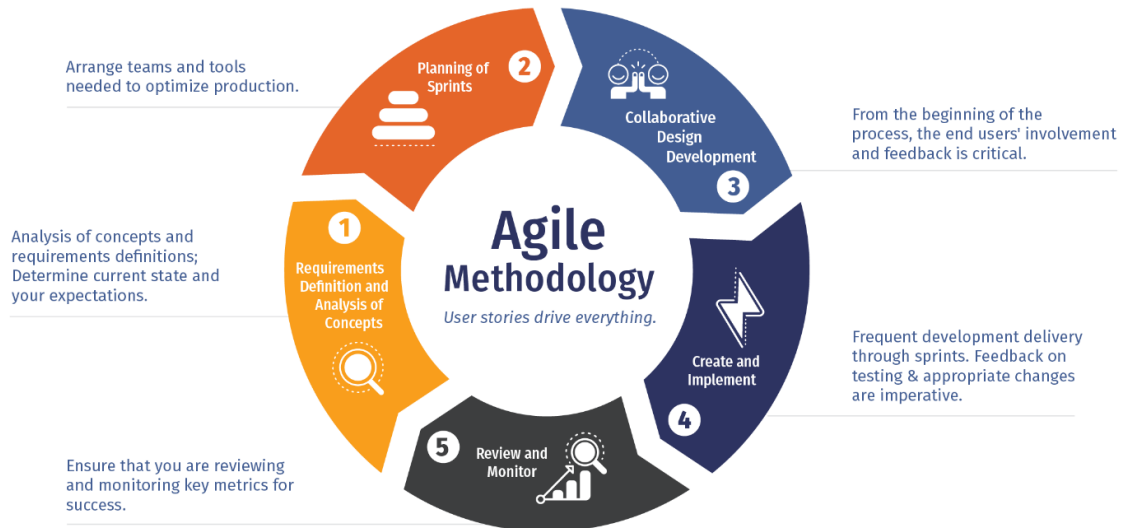 Agile
Methodology
User stories drive everything.
1
Requirements
Definition and
Analysis of
Concepts
Analysis of concepts and
requirements definitions;
Determine current state and
your expectations.
2
Planning of
Sprints
Arrange teams and tools
needed to optimize production.
Collaborative
Design
Development
3
From the beginning of the
process, the end users' involvement
and feedback is critical.
Create and
Implement
4
Frequent development delivery
through sprints. Feedback on
testing & appropriate changes
are imperative.
5
Review and
Monitor
Ensure that you are reviewing
and monitoring key metrics for
success.